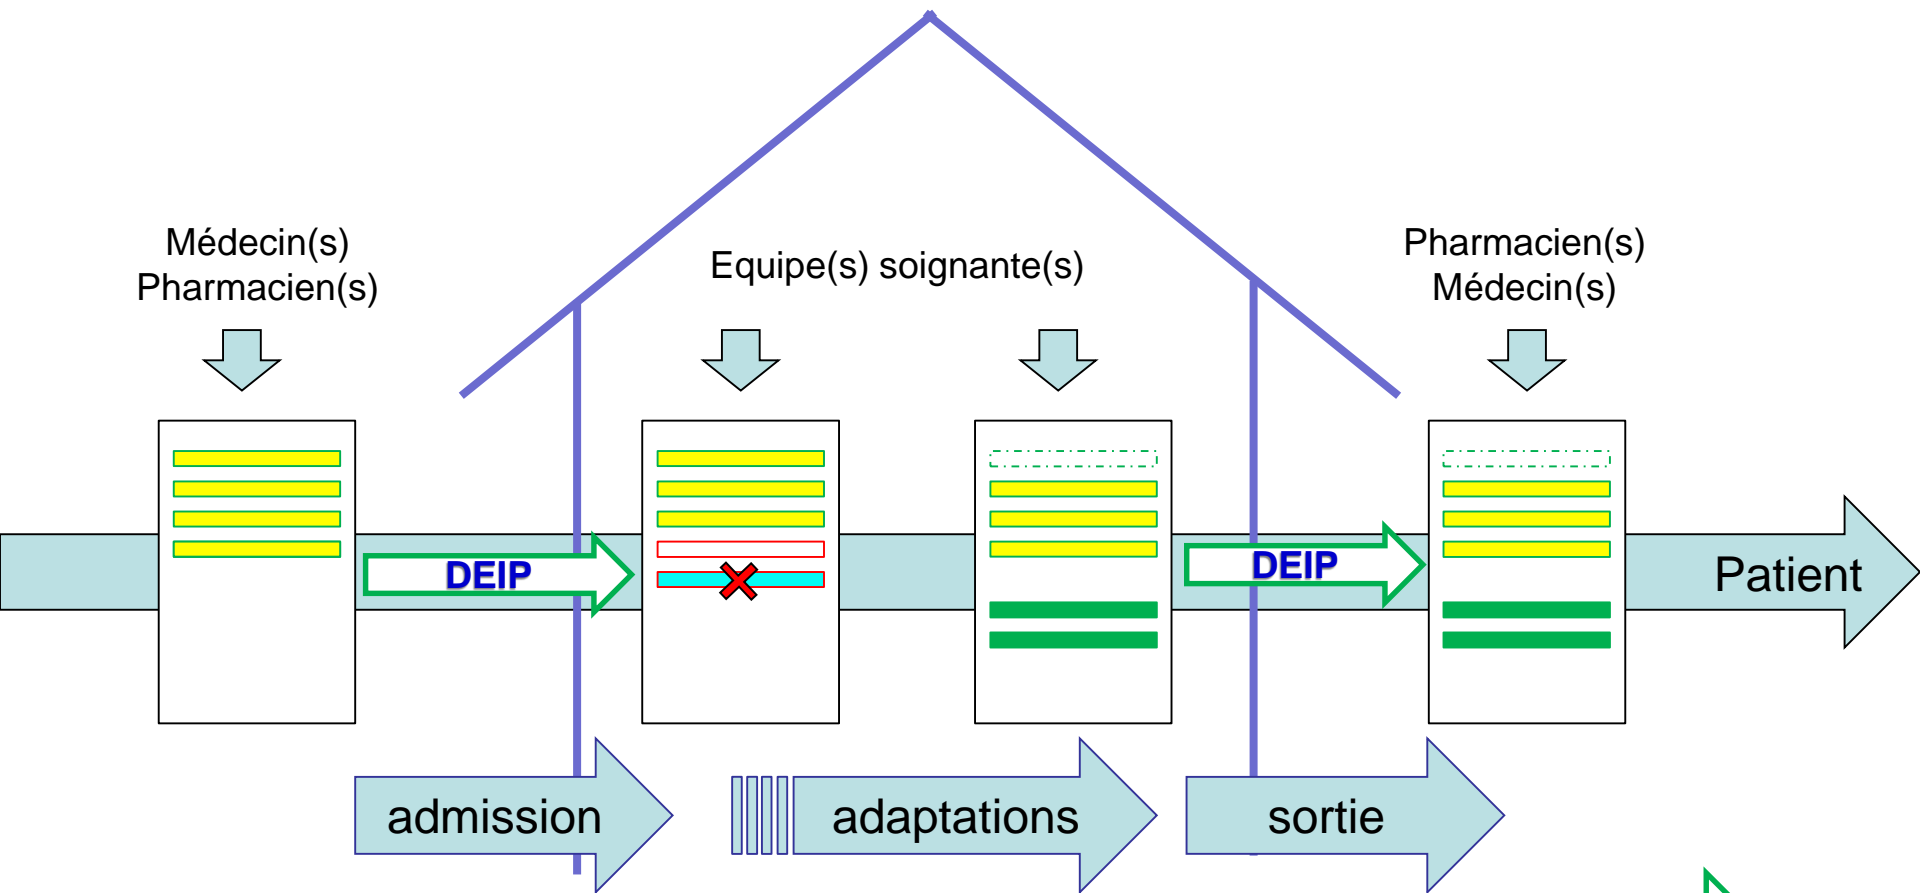 Médecin(s)
Pharmacien(s)
Equipe(s) soignante(s)
Pharmacien(s)
Médecin(s)
DEIP
DEIP
Patient
admission
adaptations
sortie